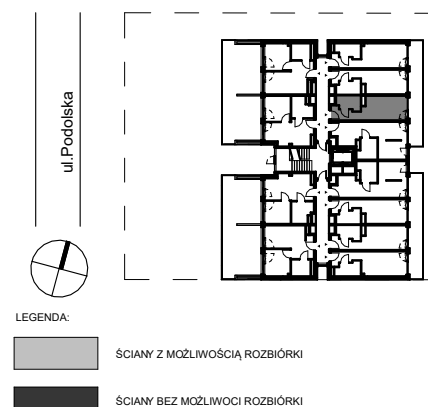 ul.Podolska
LEGENDA:
ŚCIANY Z MOŻLIWOŚCIĄ ROZBIÓRKI
ŚCIANY BEZ MOŻLIWOCI ROZBIÓRKI